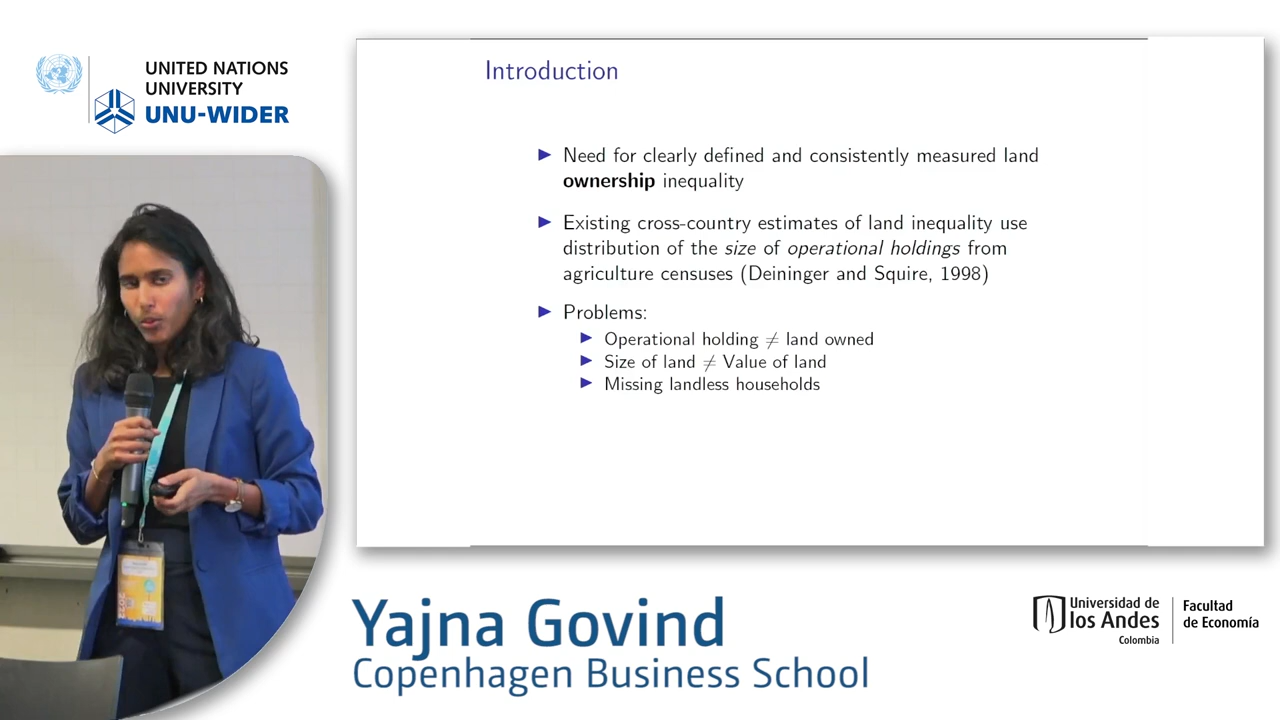 UNITED NATIONS
UNIVERSITY
UNU-WIDER
Introduction
Need for clearly defined and consistently measured land
ownership inequality
Existing cross-country estimates of land inequality use
distribution of the size of operational holdings from
agriculture censuses (Deininger and Squire, 1998)
Problems:
Operational holding ≠ land owned
Size of land ≠ Value of land
Missing landless households
Yajna Govind
Copenhagen Business School
Universidad de
los Andes
Colombia
Facultad
de Economía